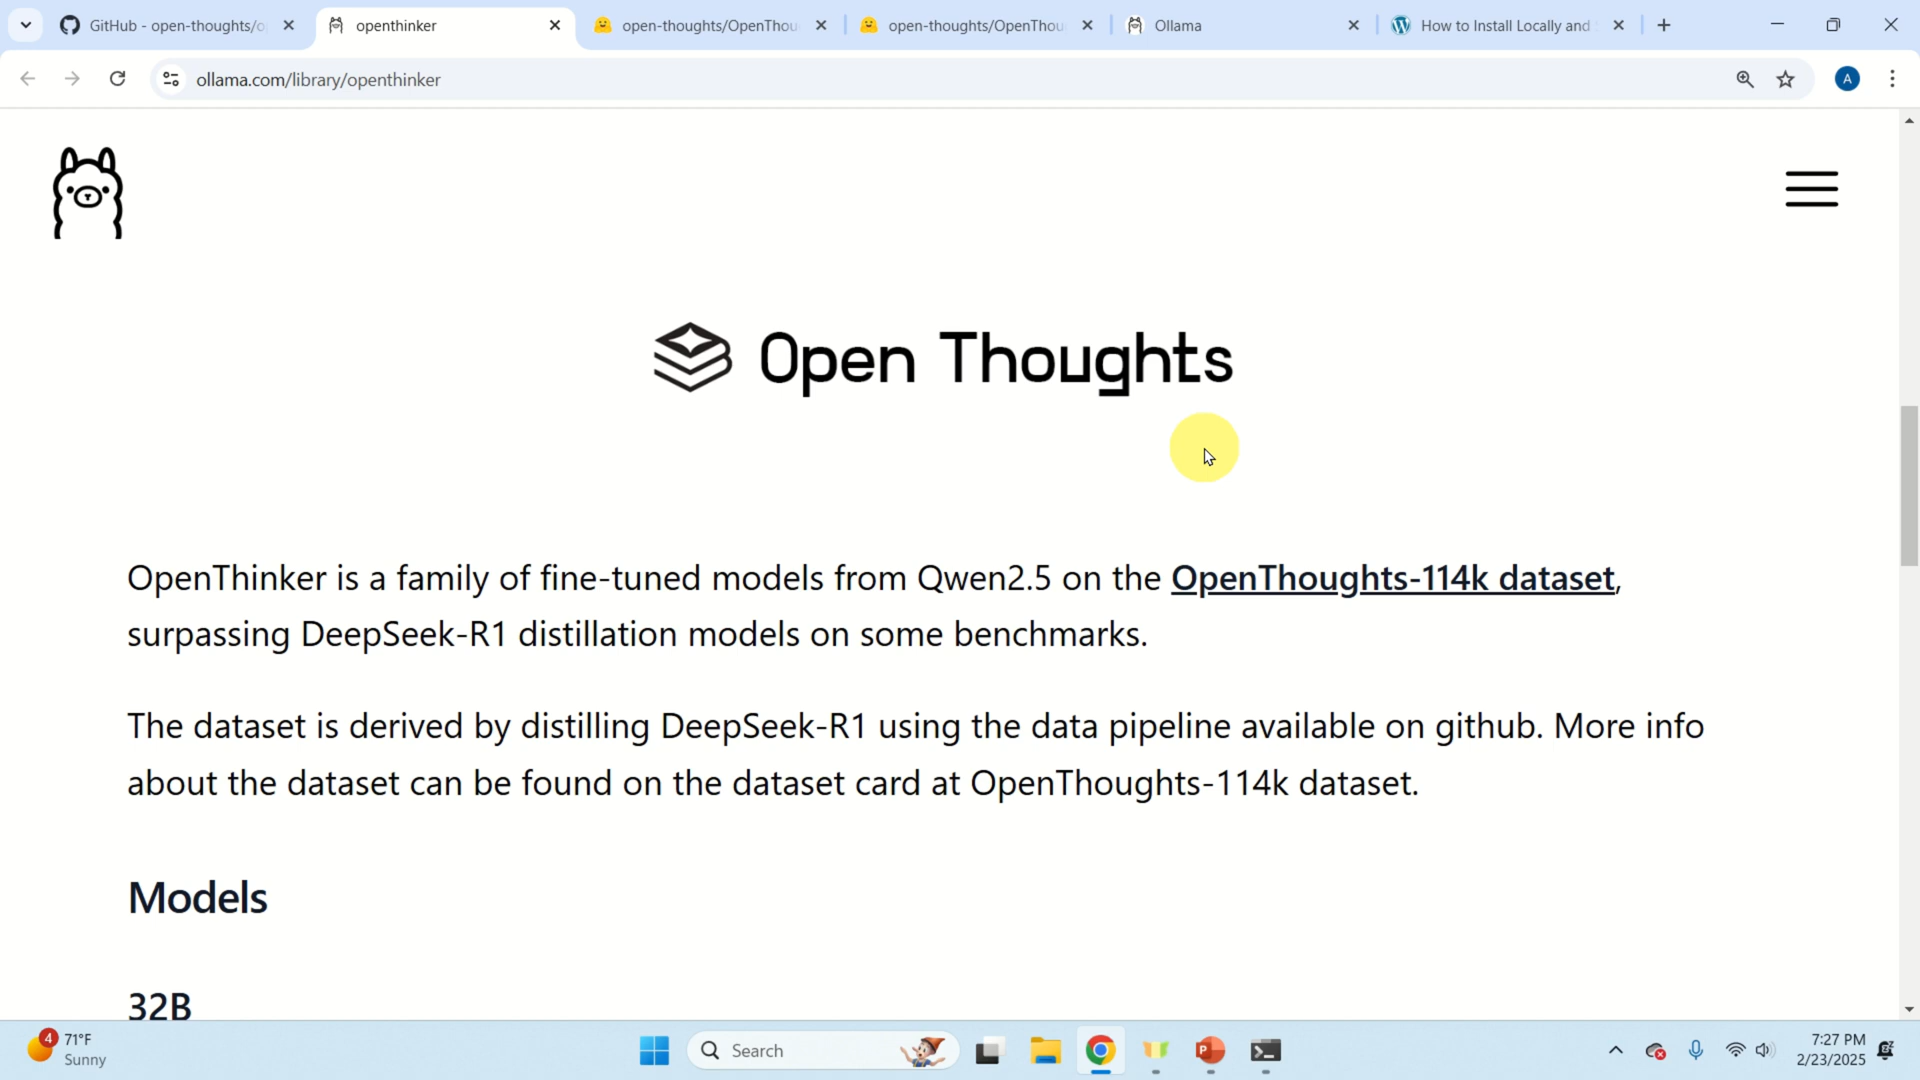 GitHub - open-thoughts/o
openthinker
open-thoughts/OpenThou
open-thoughts/OpenThou
Ollama
How to Install Locally and
ollama.com/library/openthinker
A
Open Thoughts
OpenThinker is a family of fine-tuned models from Qwen2.5 on the OpenThoughts-114k dataset,
surpassing DeepSeek-R1 distillation models on some benchmarks.
The dataset is derived by distilling DeepSeek-R1 using the data pipeline available on github. More info
about the dataset can be found on the dataset card at OpenThoughts-114k dataset.
Models
32B
4
71°F
Sunny
Search
7:27 PM
2/23/2025